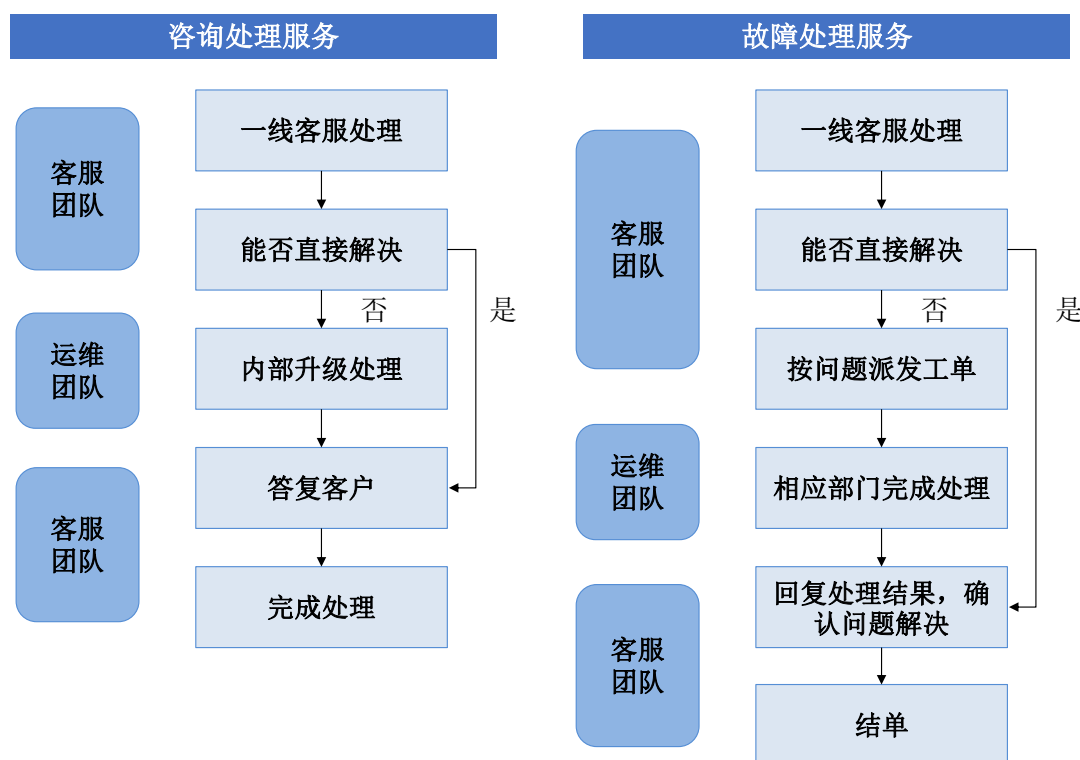 咨询处理服务
客服
团队
运维
团队
客服
团队
一线客服处理
能否直接解决
否
是
内部升级处理
答复客户
完成处理
故障处理服务
客服
团队
运维
团队
客服
团队
一线客服处理
能否直接解决
否
是
按问题派发工单
相应部门完成处理
回复处理结果，确
认问题解决
结单